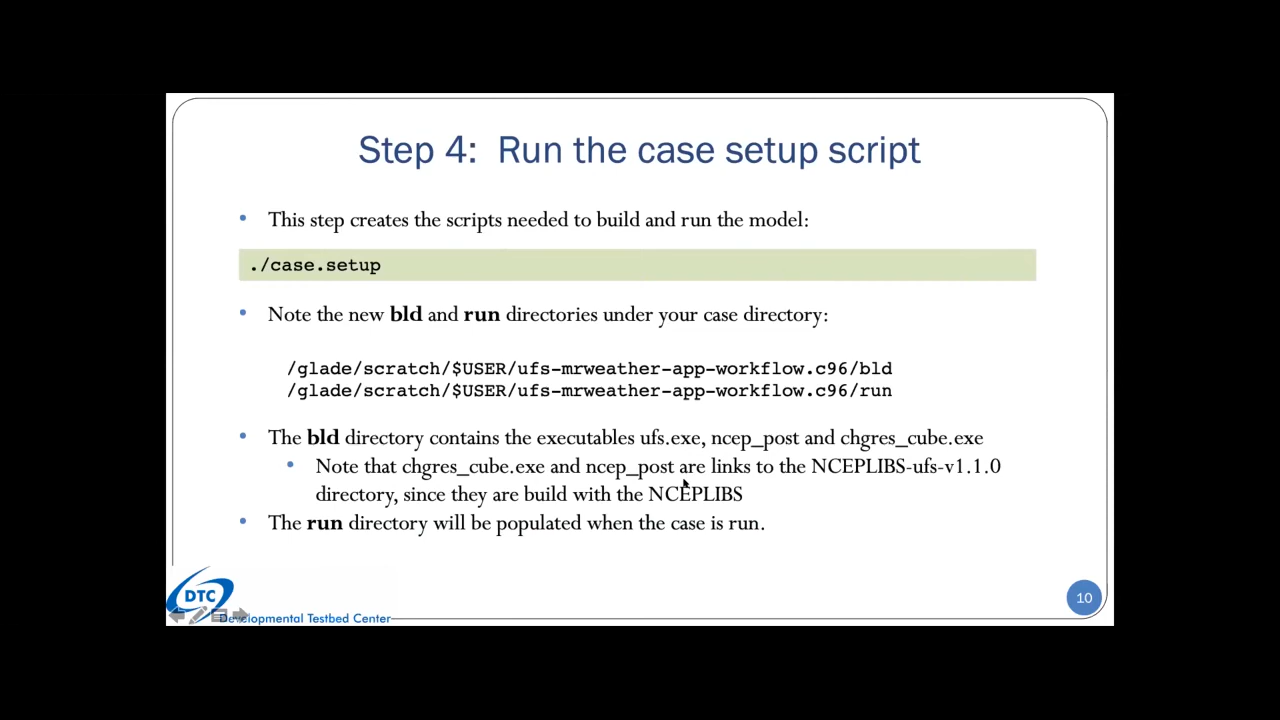 Step 4: Run the case setup script
• This step creates the scripts needed to build and run the model:
./case.setup
• Note the new bld and run directories under your case directory:
/glade/scratch/$USER/ufs-mrweather-app-workflow.c96/bld
/glade/scratch/$USER/ufs-mrweather-app-workflow.c96/run
• The bld directory contains the executables ufs.exe, ncep_post and chgres_cube.exe
• Note that chgres_cube.exe and ncep_post are links to the NCEPLIBS-ufs-v1.1.0
directory, since they are build with the NCEPLIBS
• The run directory will be populated when the case is run.
DTC
Developmental Testbed Center
10